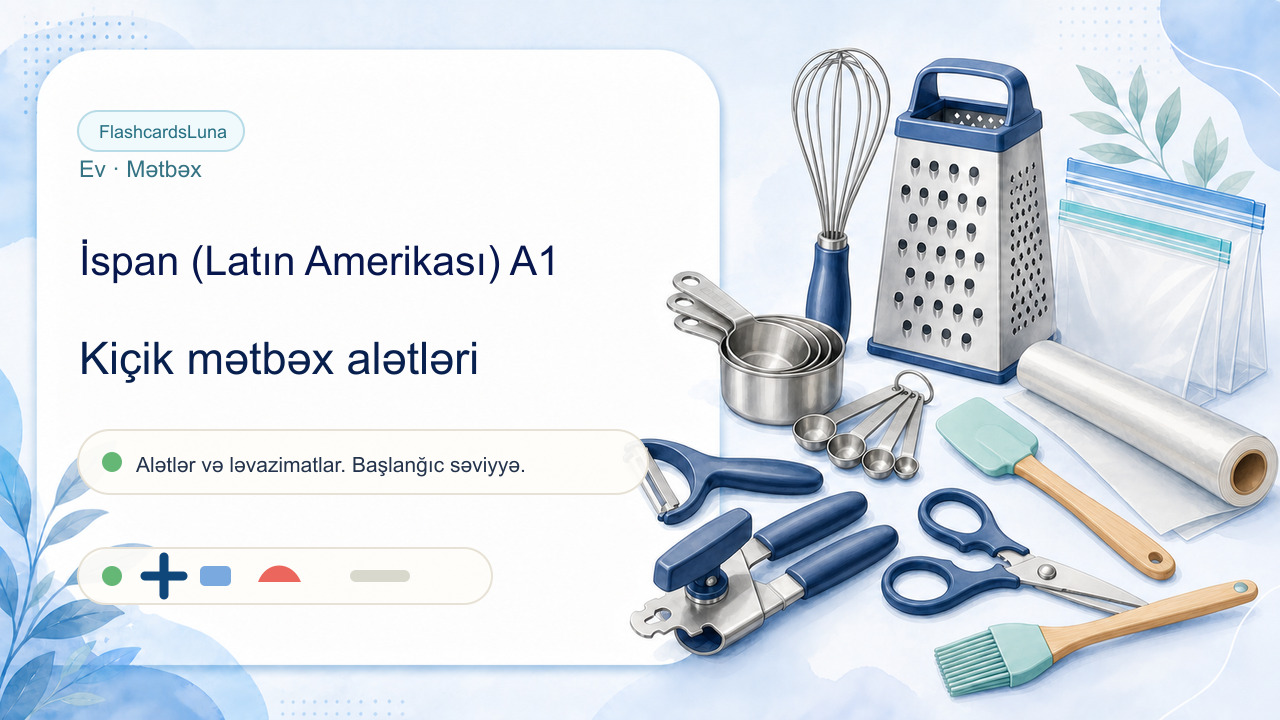 FlashcardsLuna
Ev · Mətbəx
İspan (Latın Amerikası) A1
Kiçik mətbəx alətləri
Alətlər və ləvazimatlar. Başlanğıc səviyyə.